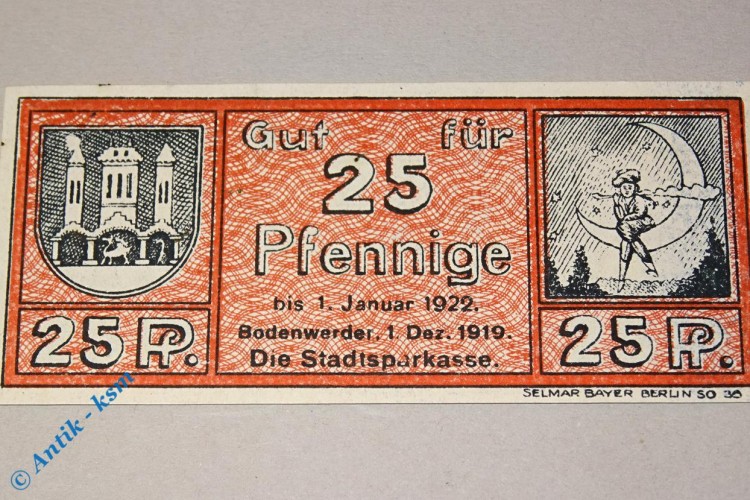 Gut für
25
Pfennige
bis 1. Januar 1922.
Bodenwerder, 1. Dez. 1919.
Die Stadtsparkasse.
25 Pf.
25 Pf.
SELMAR BAYER BERLIN SO 36
© Antik - ksm